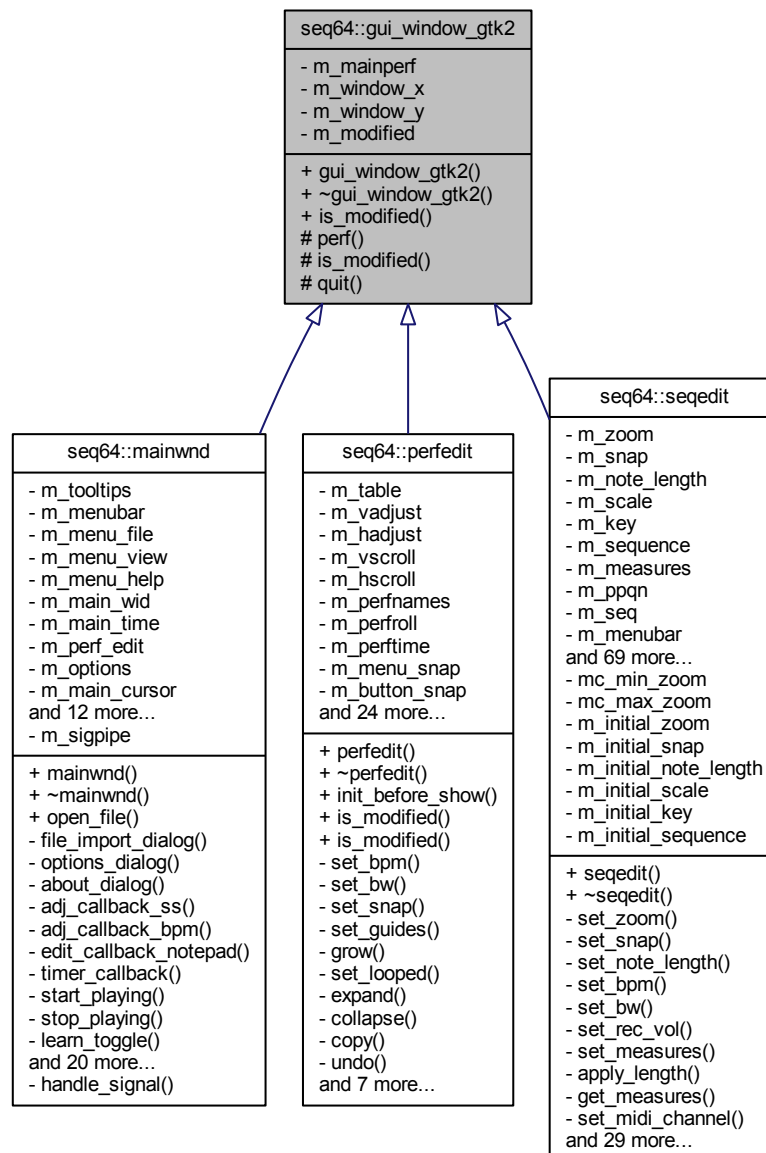 seq64::gui_window_gtk2
- m_mainperf
- m_window_x
- m_window_y
- m_modified
+ gui_window_gtk2()
+ ~gui_window_gtk2()
+ is_modified()
# perf()
# is_modified()
# quit()
seq64::mainwnd
- m_tooltips
- m_menubar
- m_menu_file
- m_menu_view
- m_menu_help
- m_main_wid
- m_main_time
- m_perf_edit
- m_options
- m_main_cursor
and 12 more...
- m_sigpipe
+ mainwnd()
+ ~mainwnd()
+ open_file()
- file_import_dialog()
- options_dialog()
- about_dialog()
- adj_callback_ss()
- adj_callback_bpm()
- edit_callback_notepad()
- timer_callback()
- start_playing()
- stop_playing()
- learn_toggle()
and 20 more...
- handle_signal()
seq64::perfedit
- m_table
- m_vadjust
- m_hadjust
- m_vscroll
- m_hscroll
- m_perfnames
- m_perfroll
- m_perftime
- m_menu_snap
- m_button_snap
and 24 more...
+ perfedit()
+ ~perfedit()
+ init_before_show()
+ is_modified()
+ is_modified()
- set_bpm()
- set_bw()
- set_snap()
- set_guides()
- grow()
- set_looped()
- expand()
- collapse()
- copy()
- undo()
and 7 more...
seq64::seqedit
- m_zoom
- m_snap
- m_note_length
- m_scale
- m_key
- m_sequence
- m_measures
- m_ppqn
- m_seq
- m_menubar
and 69 more...
- mc_min_zoom
- mc_max_zoom
- m_initial_zoom
- m_initial_snap
- m_initial_note_length
- m_initial_scale
- m_initial_key
- m_initial_sequence
+ seqedit()
+ ~seqedit()
- set_zoom()
- set_snap()
- set_note_length()
- set_bpm()
- set_bw()
- set_rec_vol()
- set_measures()
- apply_length()
- get_measures()
- set_midi_channel()
and 29 more...